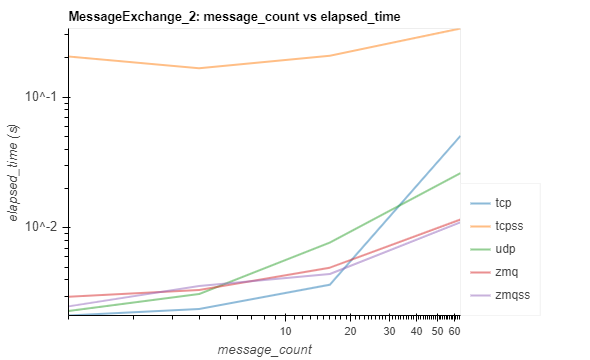 MessageExchange_2: message_count vs elapsed_time
elapsed_time (s)
10^-1
10^-2
10
20
30
40
50
60
message_count
tcp
tcpss
udp
zmq
zmqss